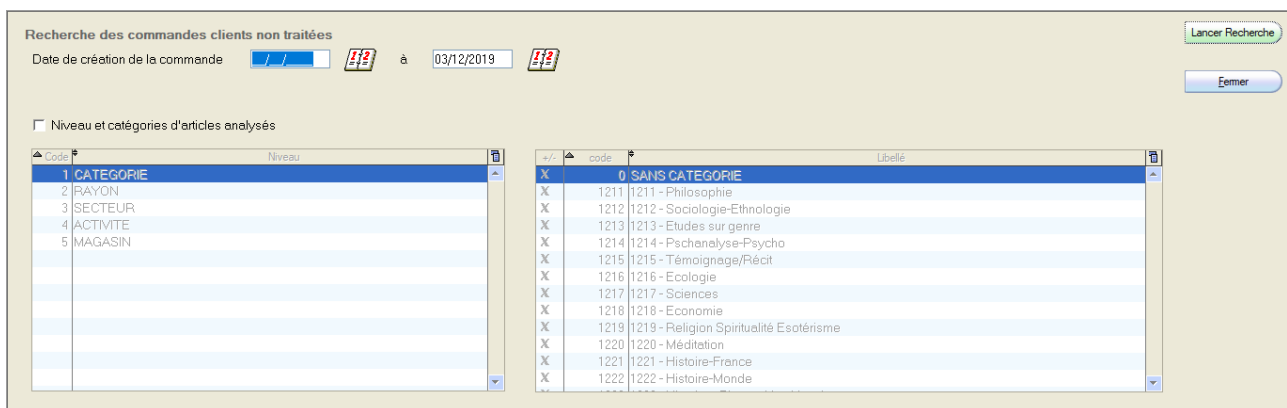 Recherche des commandes clients non traitées
Lancer Recherche
Date de création de la commande / / à 03/12/2019
Fermer
Niveau et catégories d'articles analysés
Code Niveau
1 CATEGORIE
2 RAYON
3 SECTEUR
4 ACTIVITE
5 MAGASIN
+/- code Libellé
X 0 SANS CATEGORIE
X 1211 1211 - Philosophie
X 1212 1212 - Sociologie-Ethnologie
X 1213 1213 - Etudes sur genre
X 1214 1214 - Pschanalyse-Psycho
X 1215 1215 - Témoignage/Récit
X 1216 1216 - Ecologie
X 1217 1217 - Sciences
X 1218 1218 - Economie
X 1219 1219 - Religion Spiritualité Esotérisme
X 1220 1220 - Méditation
X 1221 1221 - Histoire-France
X 1222 1222 - Histoire-Monde